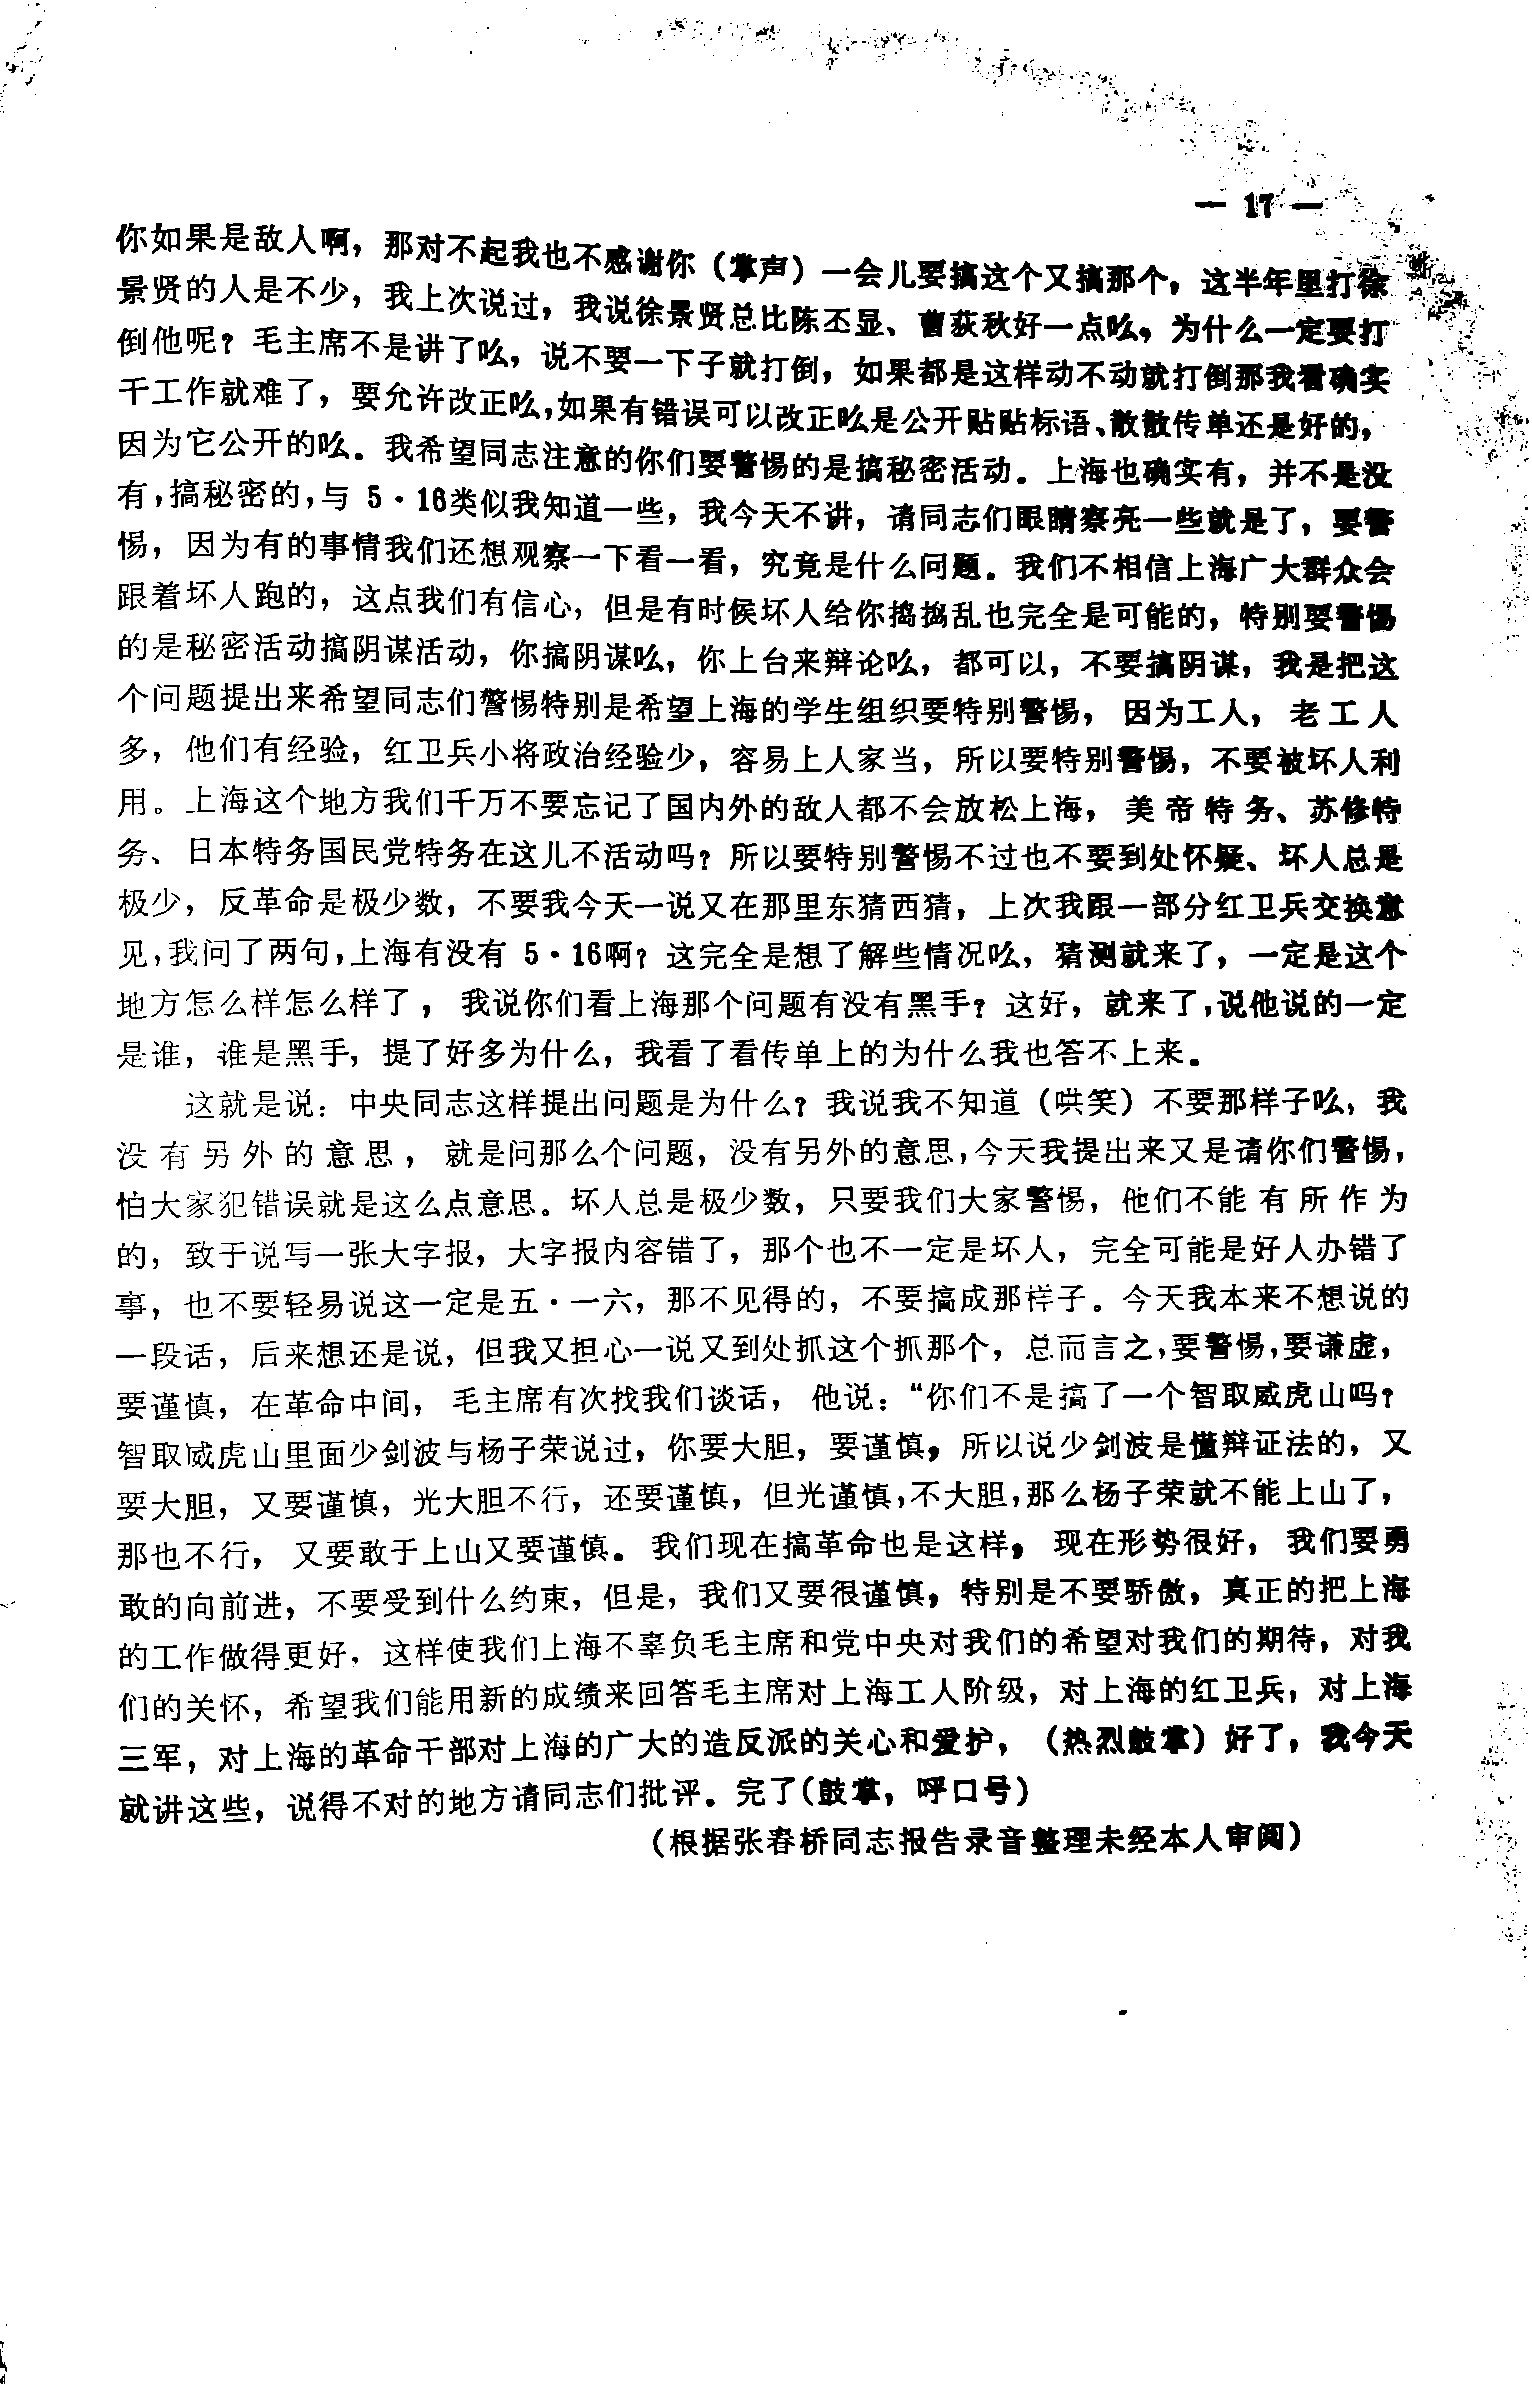 — 17 —
你如果是敌人啊，那对不起我也不感谢你（掌声）一会儿要搞这个又搞那个，这半年里打徐
景贤的人是不少，我上次说过，我说徐景贤总比陈丕显、曹荻秋好一点吆，为什么一定要打
倒他呢？毛主席不是讲了吆，说不要一下子就打倒，如果都是这样动不动就打倒那我看确实
干工作就难了，要允许改正吆，如果有错误可以改正吆是公开贴贴标语、散散传单还是好的，
因为它公开的吆。我希望同志注意的你们要警惕的是搞秘密活动。上海也确实有，并不是没
有，搞秘密的，与 5·16类似我知道一些，我今天不讲，请同志们眼睛察亮一些就是了，要警
惕，因为有的事情我们还想观察一下看一看，究竟是什么问题。我们不相信上海广大群众会
跟着坏人跑的，这点我们有信心，但是有时候坏人给你捣捣乱也完全是可能的，特别要警惕
的是秘密活动搞阴谋活动，你搞阴谋吆，你上台来辩论吆，都可以，不要搞阴谋，我是把这
个问题提出来希望同志们警惕特别是希望上海的学生组织要特别警惕，因为工人，老工人
多，他们有经验，红卫兵小将政治经验少，容易上人家当，所以要特别警惕，不要被坏人利
用。上海这个地方我们千万不要忘记了国内外的敌人都不会放松上海，美帝特务、苏修特
务、日本特务国民党特务在这儿不活动吗？所以要特别警惕不过也不要到处怀疑、坏人总是
极少，反革命是极少数，不要我今天一说又在那里东猜西猜，上次我跟一部分红卫兵交换意
见，我问了两句，上海有没有 5·16啊？这完全是想了解些情况吆，猜测就来了，一定是这个
地方怎么样怎么样了，我说你们看上海那个问题有没有黑手？这好，就来了，说他说的一定
是谁，谁是黑手，提了好多为什么，我看了看传单上的为什么我也答不上来。
这就是说：中央同志这样提出问题是为什么？我说我不知道（哄笑）不要那样子吆，我
没有另外的意思，就是问那么个问题，没有另外的意思，今天我提出来又是请你们警惕，
怕大家犯错误就是这么点意思。坏人总是极少数，只要我们大家警惕，他们不能有所作为
的，致于说写一张大字报，大字报内容错了，那个也不一定是坏人，完全可能是好人办错了
事，也不要轻易说这一定是五·一六，那不见得的，不要搞成那样子。今天我本来不想说的
一段话，后来想还是说，但我又担心一说又到处抓这个抓那个，总而言之，要警惕，要谦虚，
要谨慎，在革命中间，毛主席有次找我们谈话，他说：“你们不是搞了一个智取威虎山吗？
智取威虎山里面少剑波与杨子荣说过，你要大胆，要谨慎，所以说少剑波是懂辩证法的，又
要大胆，又要谨慎，光大胆不行，还要谨慎，但光谨慎，不大胆，那么杨子荣就不能上山了，
那也不行，又要敢于上山又要谨慎。我们现在搞革命也是这样，现在形势很好，我们要勇
敢的向前进，不要受到什么约束，但是，我们又要很谨慎，特别是不要骄傲，真正的把上海
的工作做得更好，这样使我们上海不辜负毛主席和党中央对我们的希望对我们的期待，对我
们的关怀，希望我们能用新的成绩来回答毛主席对上海工人阶级，对上海的红卫兵，对上海
三军，对上海的革命干部对上海的广大的造反派的关心和爱护，（热烈鼓掌）好了，我今天
就讲这些，说得不对的地方请同志们批评。完了（鼓掌，呼口号）
（根据张春桥同志报告录音整理未经本人审阅）